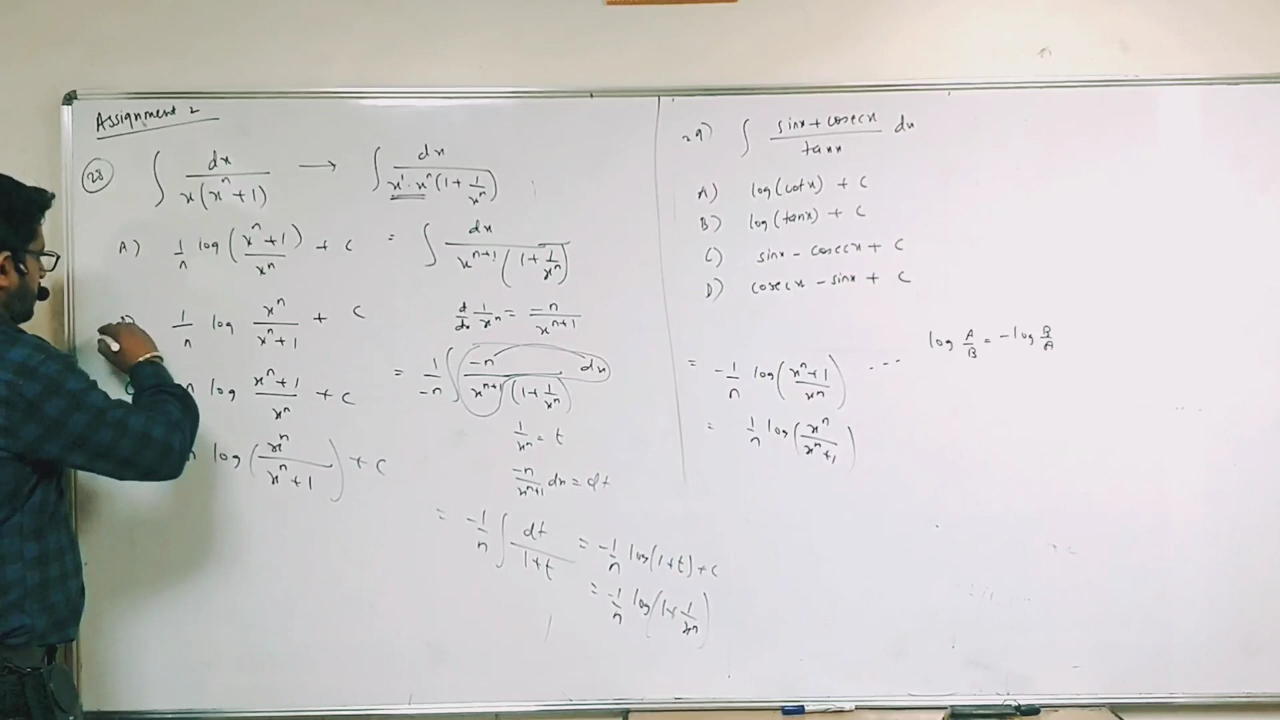 Assignment 2
28 ∫ dx / x(xⁿ+1) → ∫ dx / x¹·xⁿ(1+1/xⁿ)
A) 1/n log(xⁿ+1 / xⁿ) + c
1/n log xⁿ / xⁿ+1 + c
log xⁿ+1 / xⁿ + c
log(xⁿ / xⁿ+1) + c
= ∫ dx / xⁿ⁺¹(1+1/xⁿ)
d/dx 1/xⁿ = -n / xⁿ⁺¹
= 1/-n ∫ -n / xⁿ⁺¹(1+1/xⁿ) dx
1/xⁿ = t
-n/xⁿ⁺¹ dx = dt
= -1/n ∫ dt / 1+t = -1/n log(1+t)+c
= -1/n log(1+1/xⁿ)
29) ∫ sinx+cosecx / tanx dx
A) log(cotx) + c
B) log(tanx) + c
C) sinx - cosecx + c
D) cosecx - sinx + c
= -1/n log(xⁿ+1 / xⁿ) ... log A/B = -log B/A
= 1/n log(xⁿ / xⁿ+1)